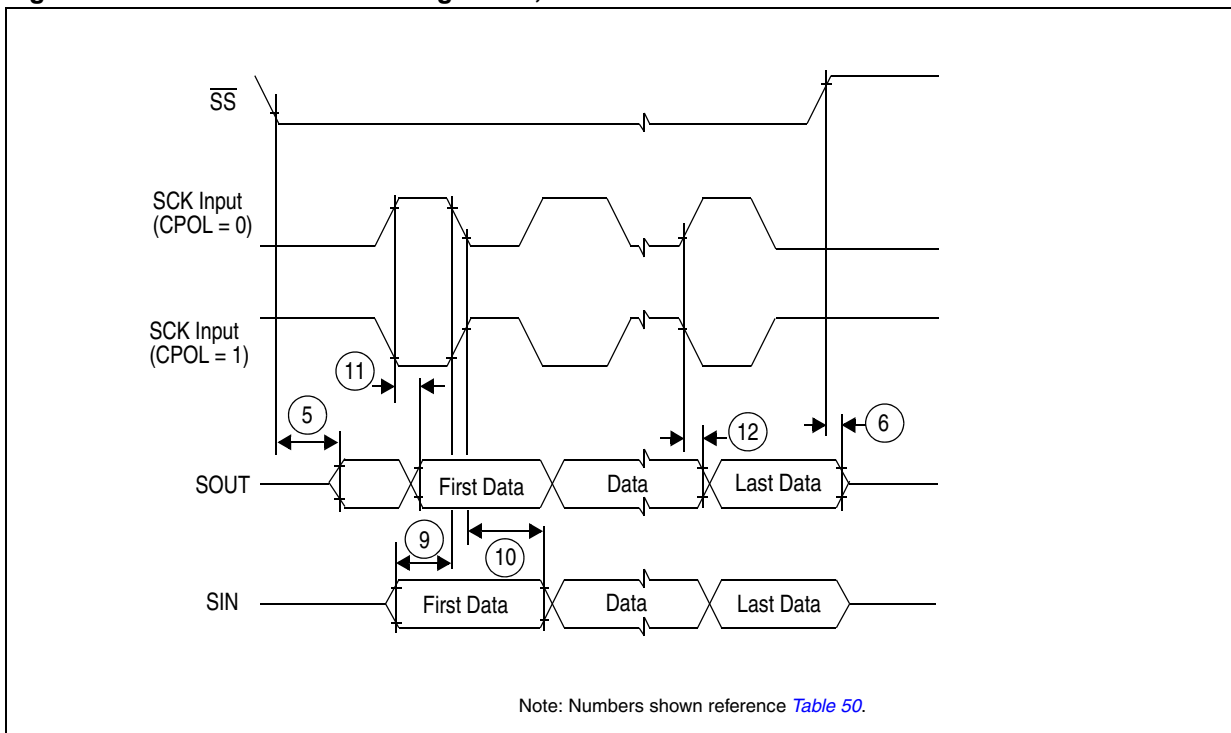 SS
SCK Input
(CPOL = 0)
SCK Input
(CPOL = 1)
11
5
12
6
SOUT
First Data
Data
Last Data
9
10
SIN
First Data
Data
Last Data
Note: Numbers shown reference Table 50.